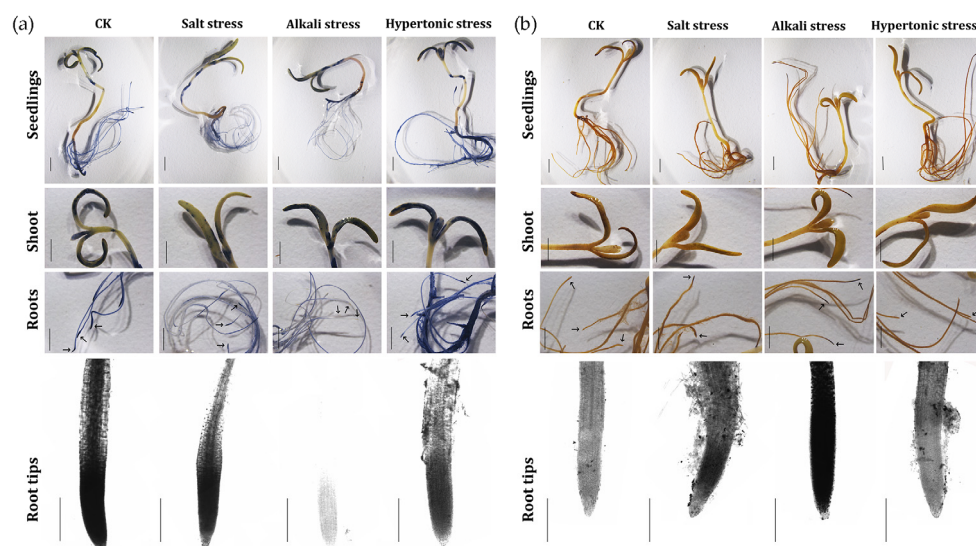 (a)
CK Salt stress Alkali stress Hypertonic stress
Seedlings
Shoot
Roots
Root tips
(b)
CK Salt stress Alkali stress Hypertonic stress
Seedlings
Shoot
Roots
Root tips